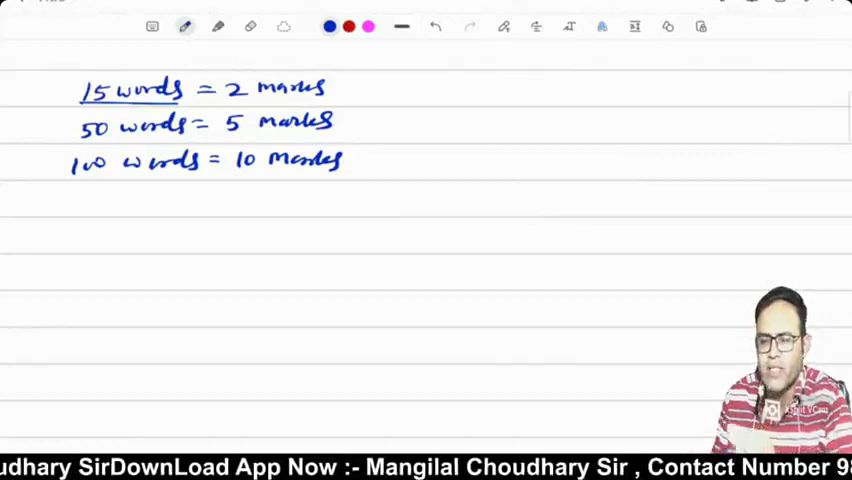 15 words = 2 marks
50 words = 5 marks
100 words = 10 Marks
udhary SirDownLoad App Now :- Mangilal Choudhary Sir , Contact Number 98